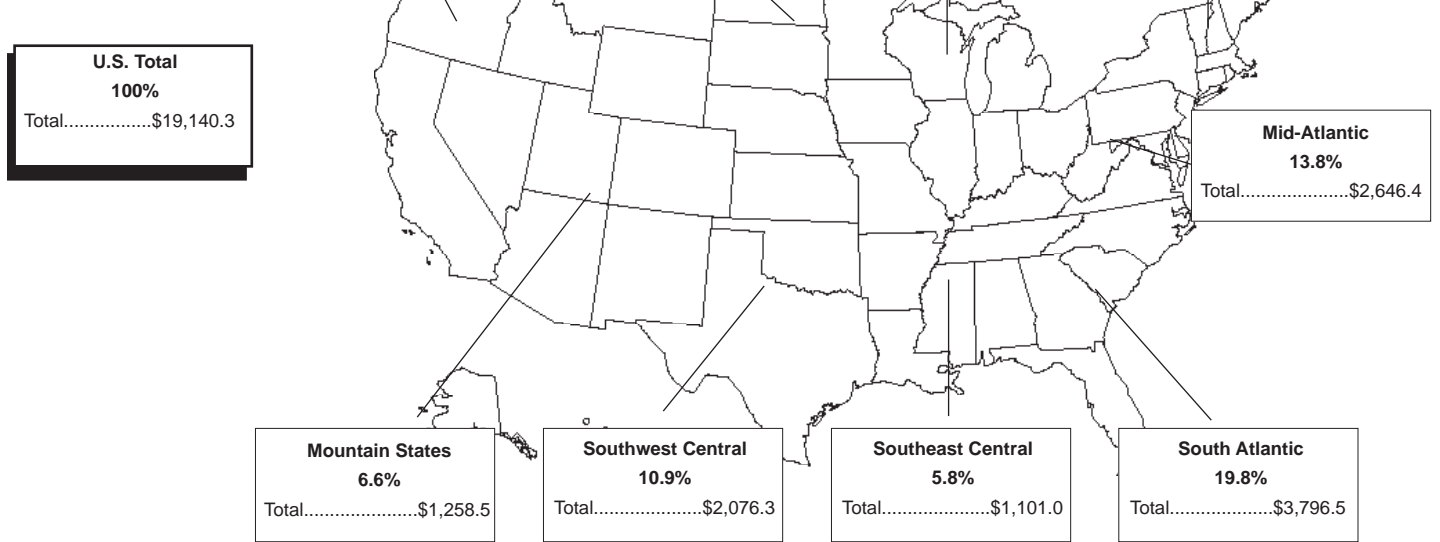 U.S. Total
100%
Total.................$19,140.3
Mid-Atlantic
13.8%
Total.....................$2,646.4
Mountain States
6.6%
Total......................$1,258.5
Southwest Central
10.9%
Total.....................$2,076.3
Southeast Central
5.8%
Total.....................$1,101.0
South Atlantic
19.8%
Total....................$3,796.5